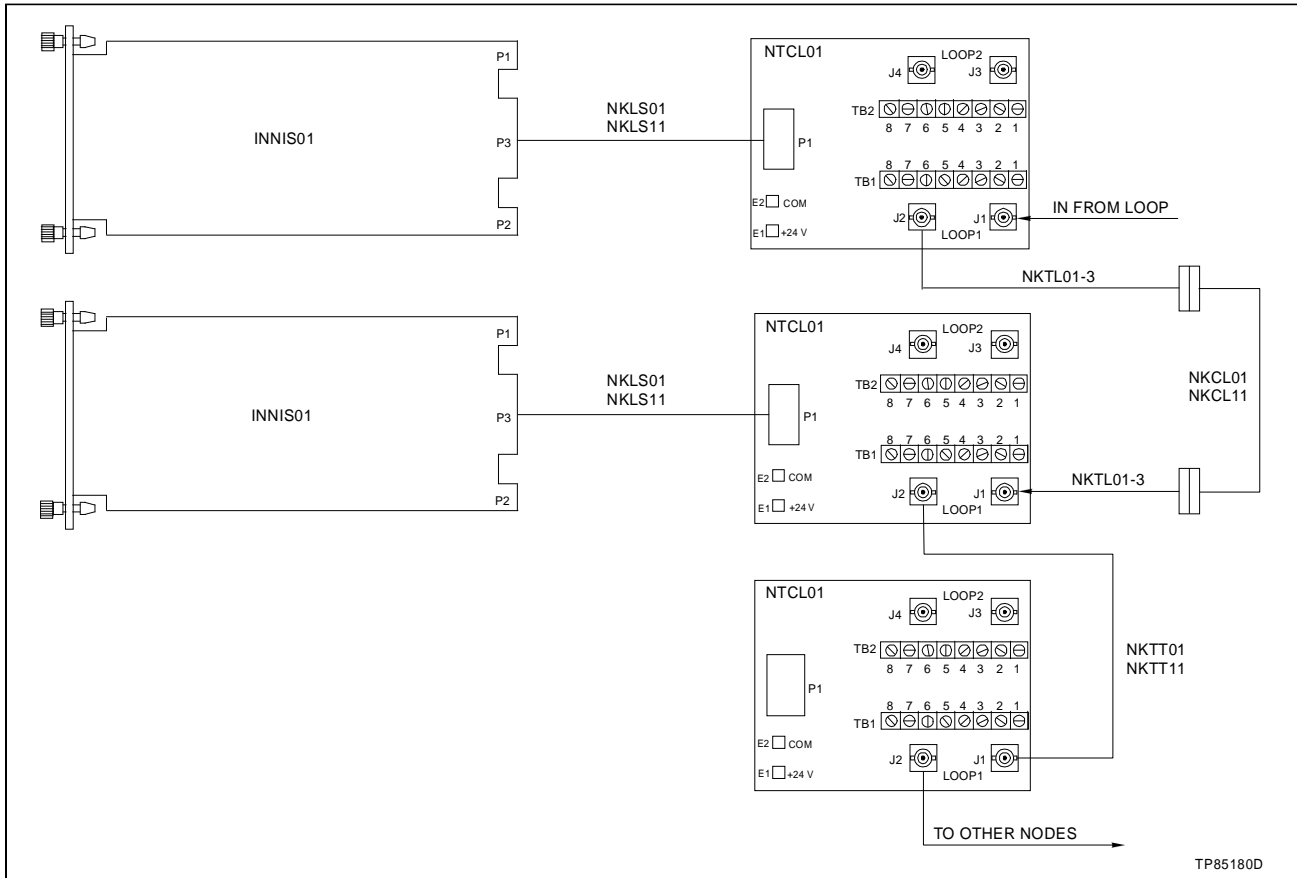 NTCL01
LOOP2
J4 J3
P1
NKLS01
NKLS11
TB2
8 7 6 5 4 3 2 1
INNIS01
P3
P1
8 7 6 5 4 3 2 1
TB1
E2 COM
J2 J1
IN FROM LOOP
P2
E1 +24 V
LOOP1
NKTL01-3
NTCL01
LOOP2
J4 J3
P1
NKLS01
NKLS11
TB2
8 7 6 5 4 3 2 1
NKCL01
NKCL11
INNIS01
P3
P1
8 7 6 5 4 3 2 1
TB1
E2 COM
NKTL01-3
J2 J1
P2
E1 +24 V
LOOP1
NTCL01
LOOP2
J4 J3
TB2
8 7 6 5 4 3 2 1
NKTT01
NKTT11
P1
8 7 6 5 4 3 2 1
TB1
E2 COM
J2 J1
E1 +24 V
LOOP1
TO OTHER NODES
TP85180D